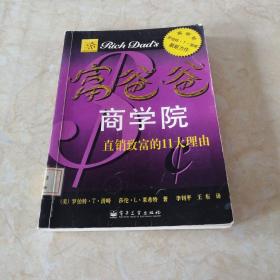 Rich Dad's
富爸爸
商学院
直销致富的11大理由
(美) 罗伯特·T·清崎 莎伦·L·莱希特 著 李钊平 王东 译
电子工业出版社